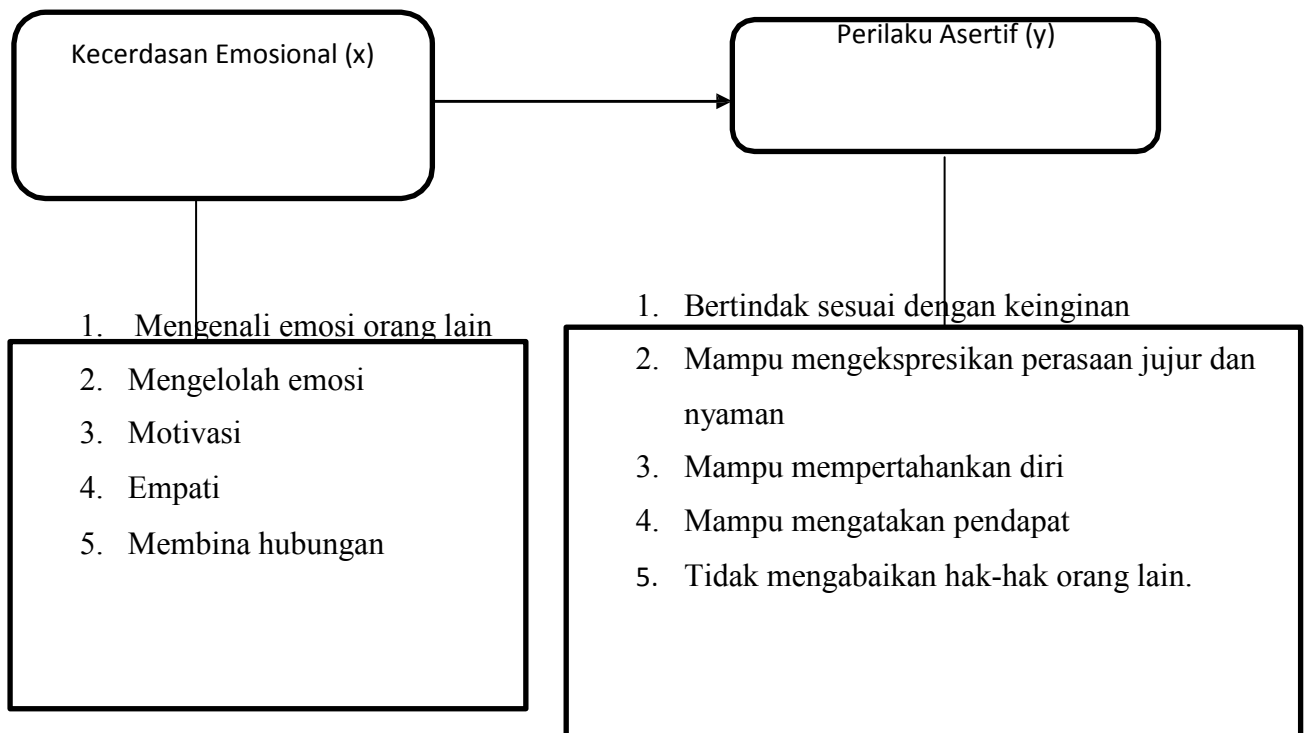 Kecerdasan Emosional (x)
Perilaku Asertif (y)
1. Mengenali emosi orang lain
2. Mengelolah emosi
3. Motivasi
4. Empati
5. Membina hubungan
1. Bertindak sesuai dengan keinginan
2. Mampu mengekspresikan perasaan jujur dan
nyaman
3. Mampu mempertahankan diri
4. Mampu mengatakan pendapat
5. Tidak mengabaikan hak-hak orang lain.